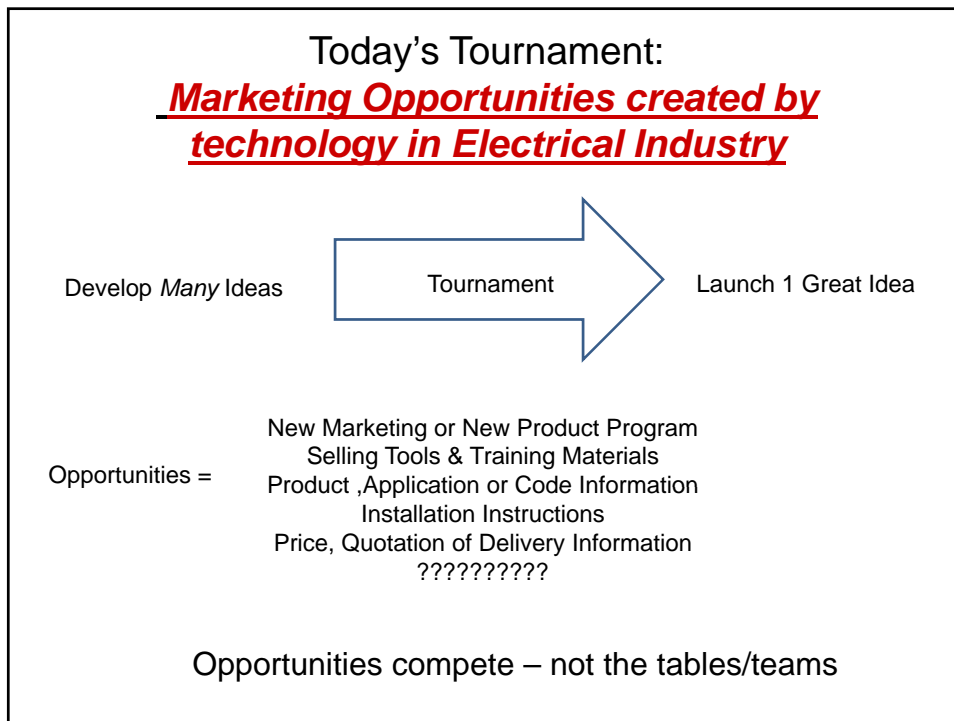 Today's Tournament:
Marketing Opportunities created by
technology in Electrical Industry
Develop Many Ideas
Tournament
Launch 1 Great Idea
Opportunities =
New Marketing or New Product Program
Selling Tools & Training Materials
Product ,Application or Code Information
Installation Instructions
Price, Quotation of Delivery Information
??????????
Opportunities compete – not the tables/teams